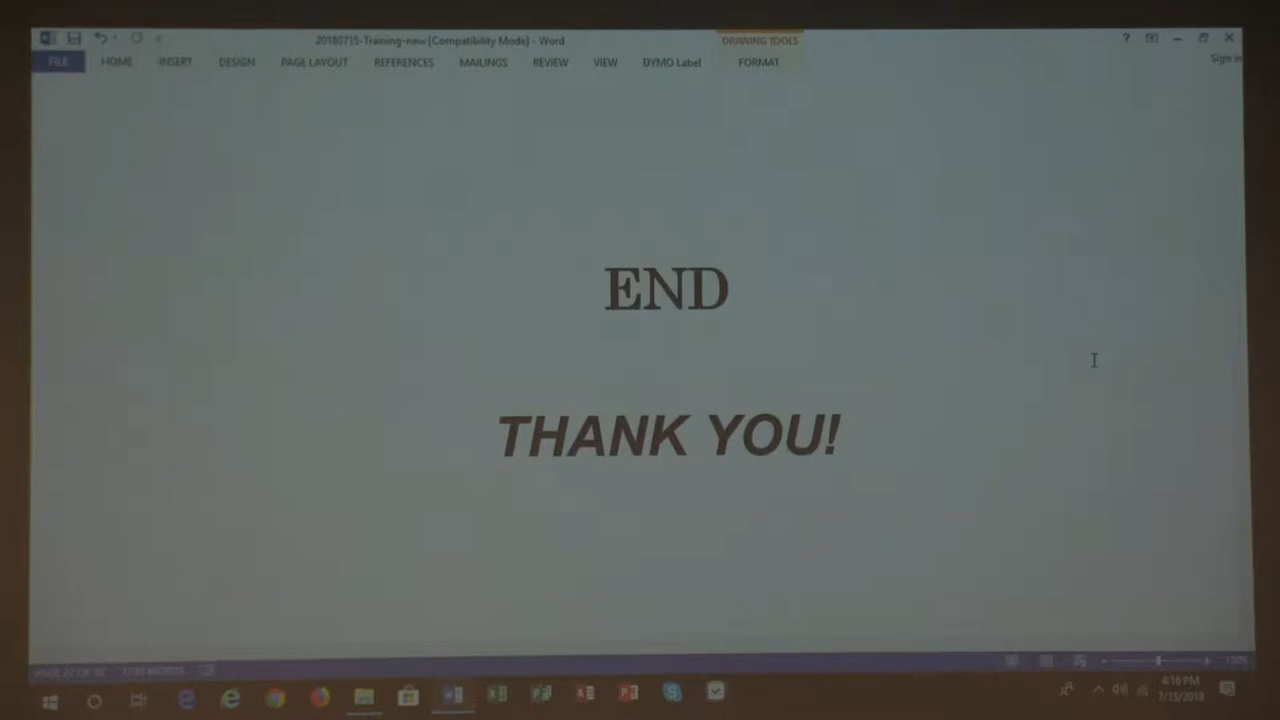 20180715-Training-new [Compatibility Mode] - Word
DRAWING TOOLS
FILE HOME INSERT DESIGN PAGE LAYOUT REFERENCES MAILINGS REVIEW VIEW DYMO Label FORMAT
Sign in
END
THANK YOU!
4:16 PM
7/15/2018